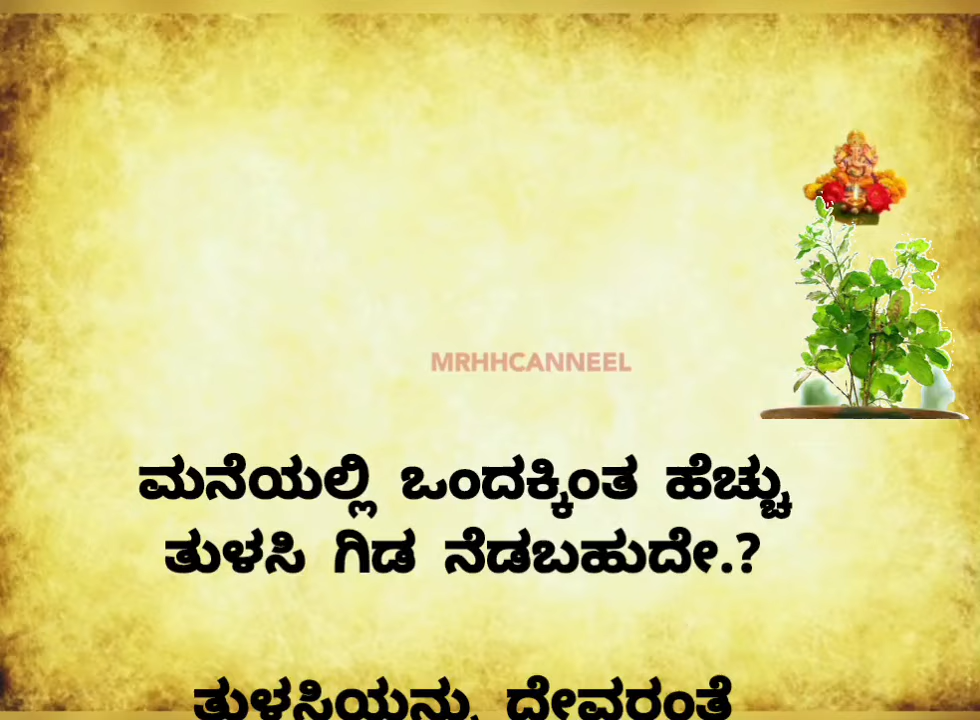 MRHHCANNEEL
ಮನೆಯಲ್ಲಿ ಒಂದಕ್ಕಿಂತ ಹೆಚ್ಚು
ತುಳಸಿ ಗಿಡ ನೆಡಬಹುದೇ.?
ತುಳಸಿಯನ್ನು ದೇವರಂತೆ